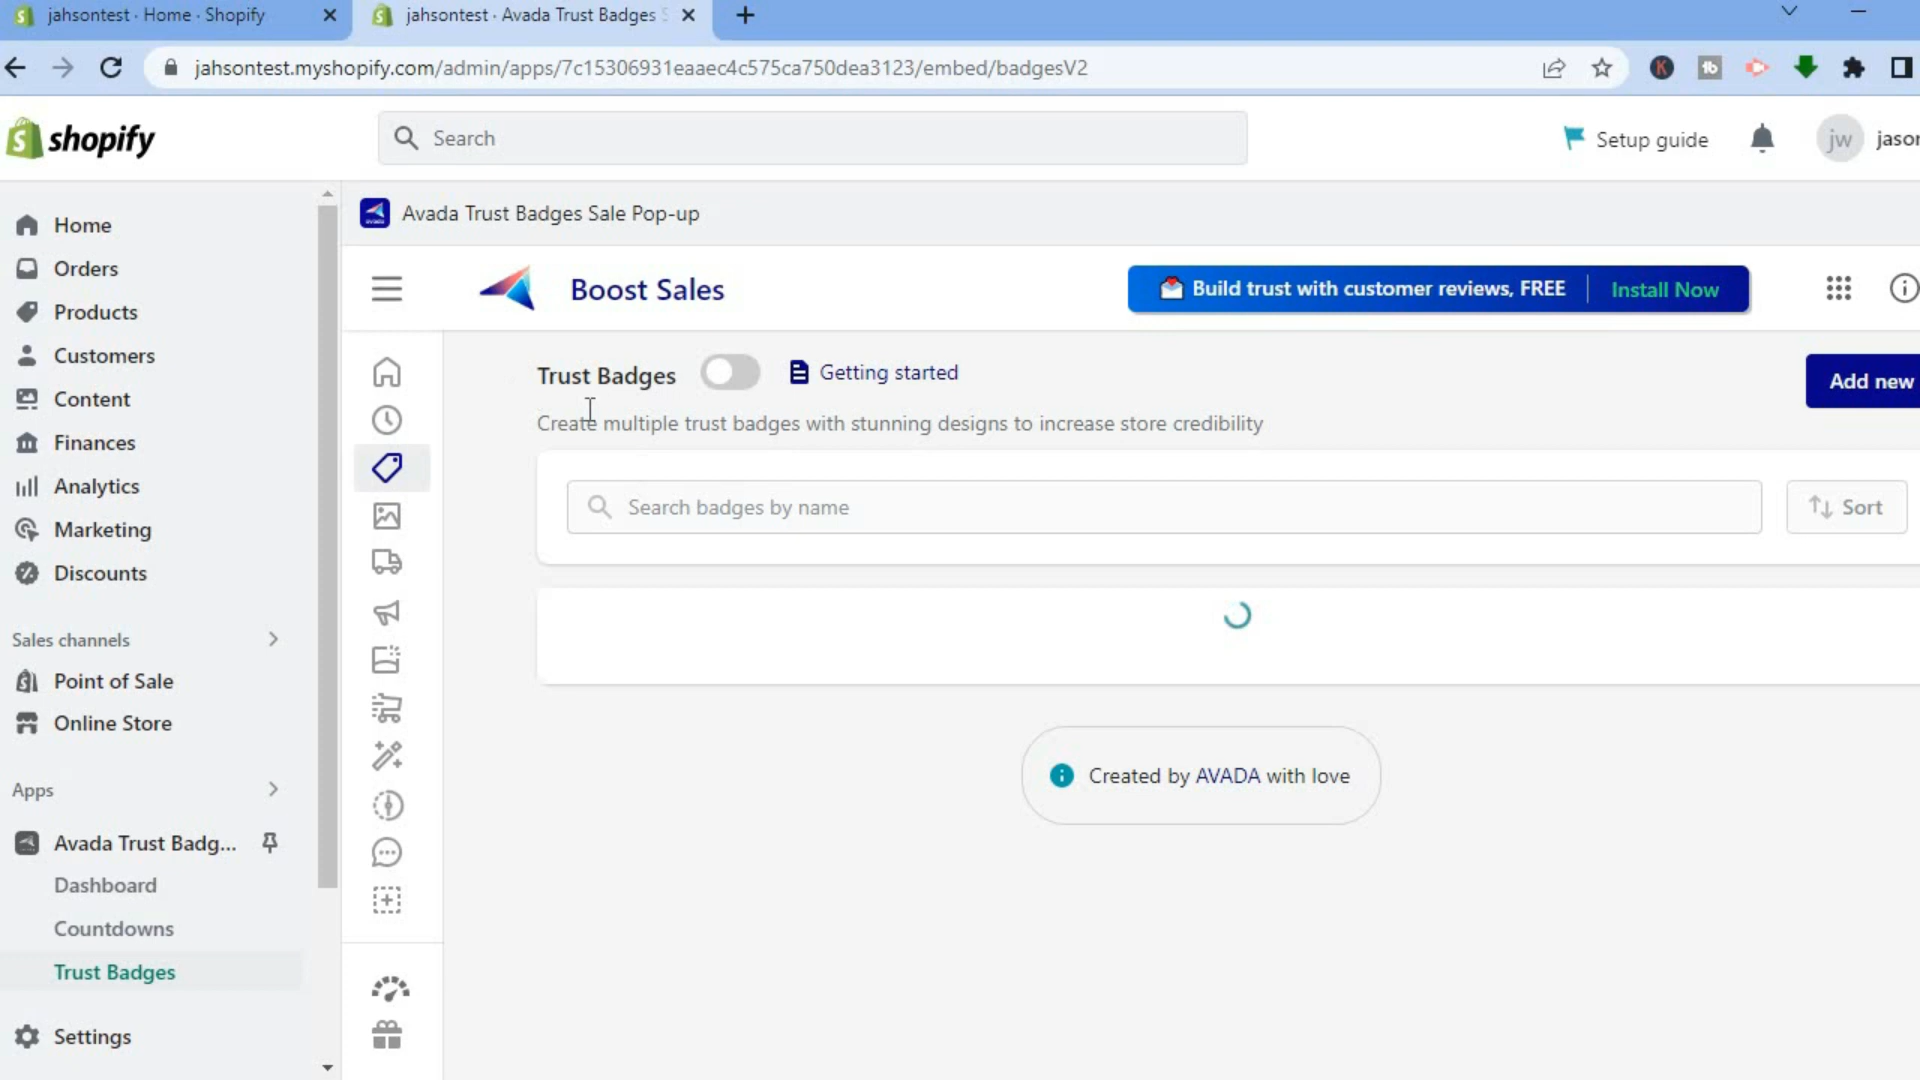 jahsontest · Home · Shopify
jahsontest · Avada Trust Badges S
jahsontest.myshopify.com/admin/apps/7c15306931eaaec4c575ca750dea3123/embed/badgesV2
shopify
Search
Setup guide
jw
jason
Home
Orders
Products
Customers
Content
Finances
Analytics
Marketing
Discounts
Sales channels
Point of Sale
Online Store
Apps
Avada Trust Badg...
Dashboard
Countdowns
Trust Badges
Settings
Avada Trust Badges Sale Pop-up
Boost Sales
Build trust with customer reviews, FREE
Install Now
Trust Badges
Getting started
Add new
Create multiple trust badges with stunning designs to increase store credibility
Search badges by name
Sort
Created by AVADA with love